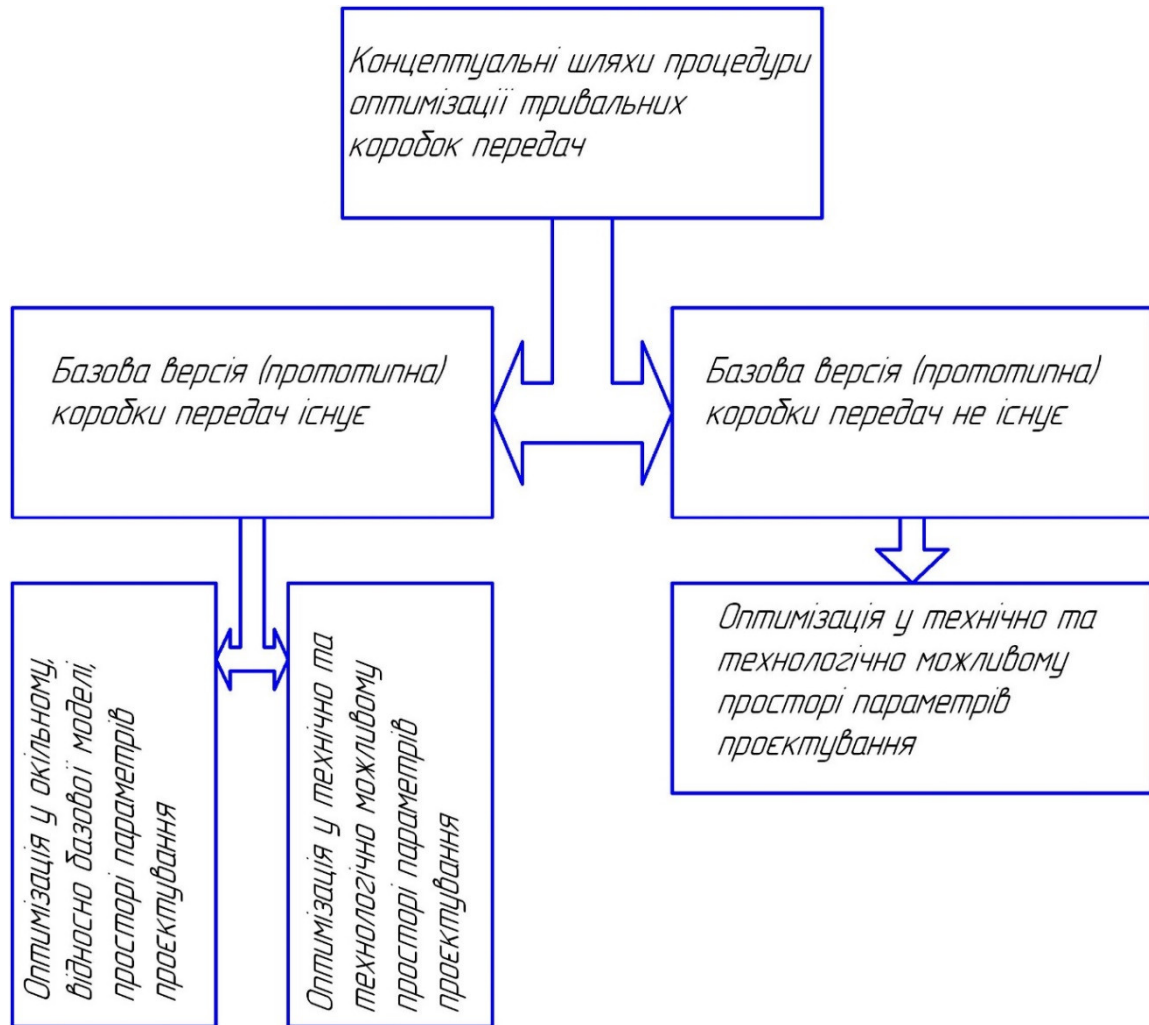 Концептуальні шляхи процедури
оптимізації тривальних
коробок передач
Базова версія (прототипна)
коробки передач існує
Базова версія (прототипна)
коробки передач не існує
Оптимізація у окільному,
відносно базової моделі,
просторі параметрів
проєктування
Оптимізація у технічно та
технологічно можливому
просторі параметрів
проєктування
Оптимізація у технічно та
технологічно можливому
просторі параметрів
проєктування